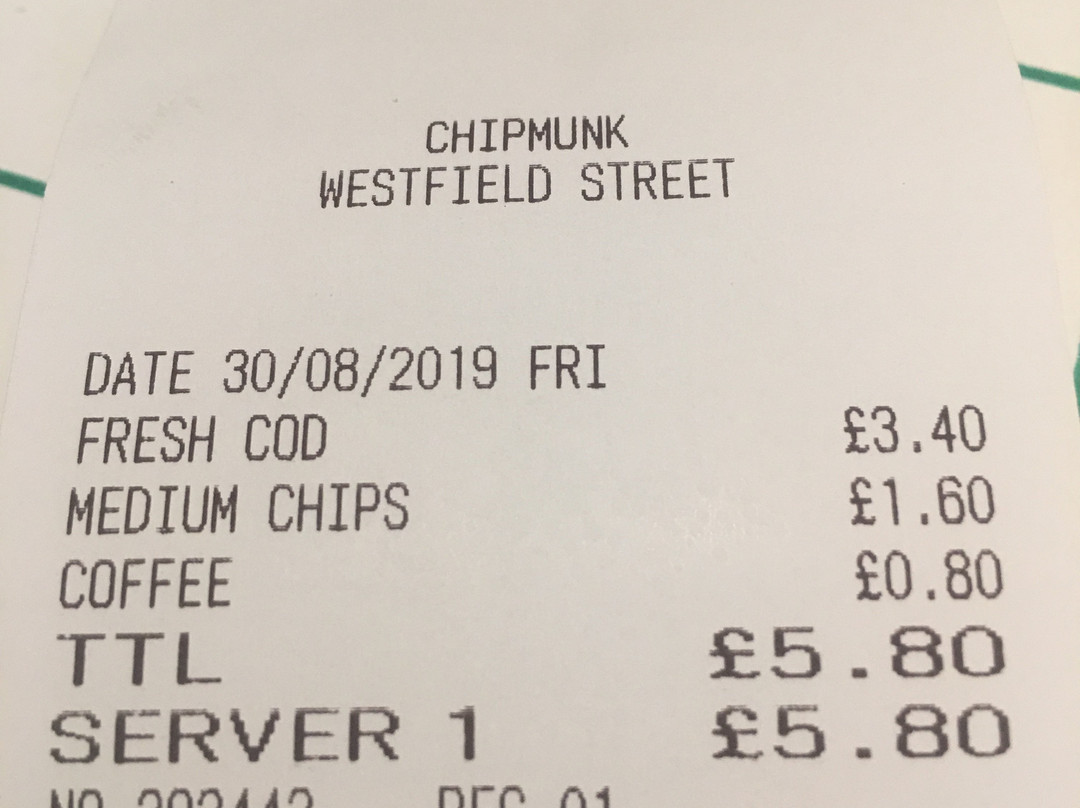 CHIPMUNK
WESTFIELD STREET
DATE 30/08/2019 FRI
FRESH COD £3.40
MEDIUM CHIPS £1.60
COFFEE £0.80
TTL £5.80
SERVER 1 £5.80
NO